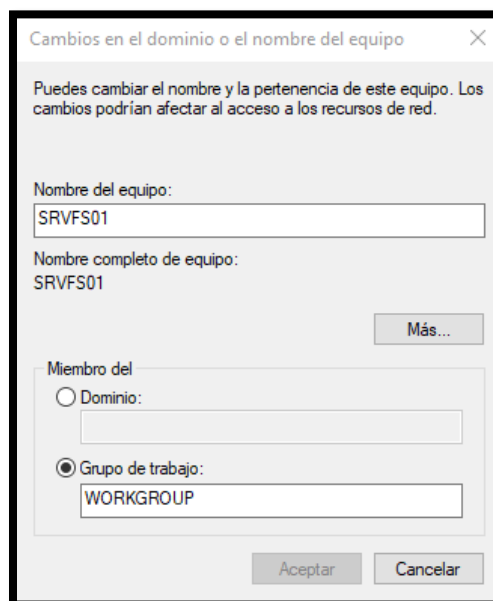 Cambios en el dominio o el nombre del equipo
Puedes cambiar el nombre y la pertenencia de este equipo. Los
cambios podrían afectar al acceso a los recursos de red.
Nombre del equipo:
SRVFS01
Nombre completo de equipo:
SRVFS01
Más...
Miembro del
Dominio:
Grupo de trabajo:
WORKGROUP
Aceptar Cancelar